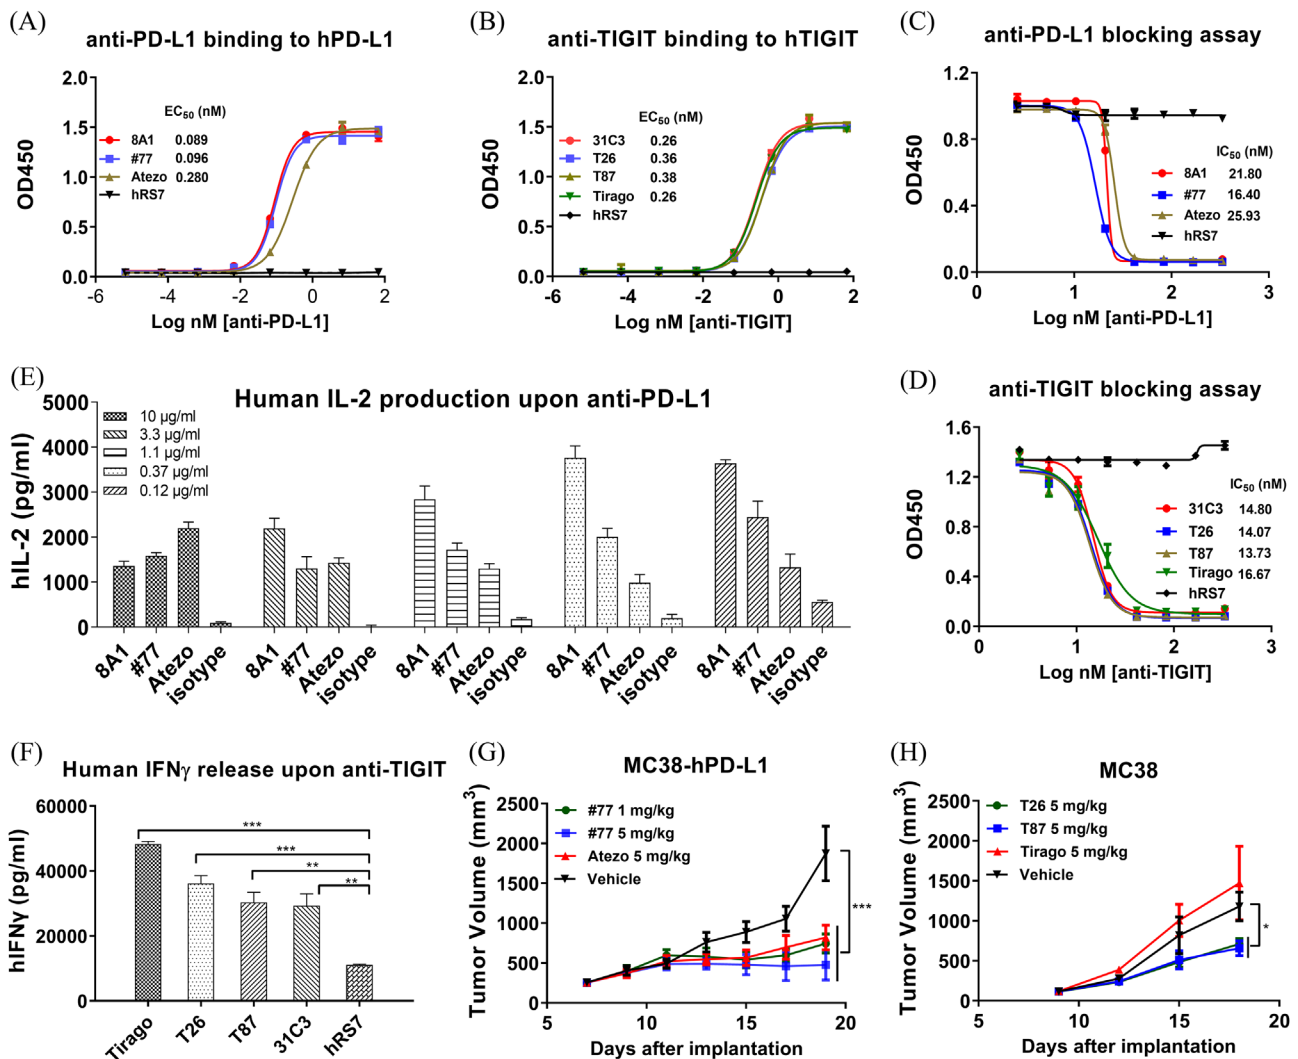 (A)
anti-PD-L1 binding to hPD-L1
OD450
2.0
1.5
1.0
0.5
0.0
EC50 (nM)
8A1 0.089
#77 0.096
Atezo 0.280
hRS7
-6 -4 -2 0 2
Log nM [anti-PD-L1]
(B)
anti-TIGIT binding to hTIGIT
OD450
2.0
1.5
1.0
0.5
0.0
EC50 (nM)
31C3 0.26
T26 0.36
T87 0.38
Tirago 0.26
hRS7
-6 -4 -2 0 2
Log nM [anti-TIGIT]
(C)
anti-PD-L1 blocking assay
OD450
1.2
0.8
0.4
0.0
IC50 (nM)
8A1 21.80
#77 16.40
Atezo 25.93
hRS7
0 1 2 3
Log nM [anti-PD-L1]
(E)
Human IL-2 production upon anti-PD-L1
hIL-2 (pg/ml)
5000
4000
3000
2000
1000
0
10 µg/ml
3.3 µg/ml
1.1 µg/ml
0.37 µg/ml
0.12 µg/ml
8A1 #77 Atezo isotype 8A1 #77 Atezo isotype 8A1 #77 Atezo isotype 8A1 #77 Atezo isotype 8A1 #77 Atezo isotype
(D)
anti-TIGIT blocking assay
OD450
1.6
1.2
0.8
0.4
0.0
IC50 (nM)
31C3 14.80
T26 14.07
T87 13.73
Tirago 16.67
hRS7
0 1 2 3
Log nM [anti-TIGIT]
(F)
Human IFNγ release upon anti-TIGIT
hIFNγ (pg/ml)
60000
40000
20000
0
***
***
**
**
Tirago T26 T87 31C3 hRS7
(G)
MC38-hPD-L1
Tumor Volume (mm3)
2500
2000
1500
1000
500
0
#77 1 mg/kg
#77 5 mg/kg
Atezo 5 mg/kg
Vehicle
***
5 10 15 20
Days after implantation
(H)
MC38
Tumor Volume (mm3)
2500
2000
1500
1000
500
0
T26 5 mg/kg
T87 5 mg/kg
Tirago 5 mg/kg
Vehicle
*
5 10 15 20
Days after implantation